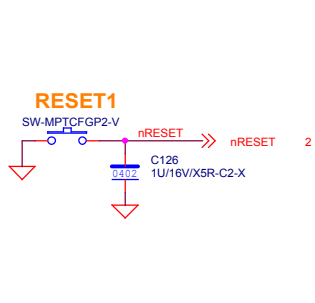 RESET1
SW-MPTCFGP2-V
nRESET
nRESET 2
C126
0402 1U/16V/X5R-C2-X